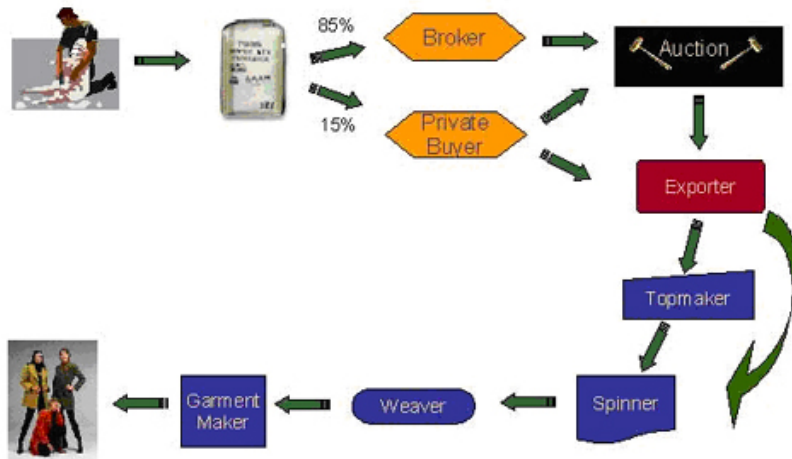 85%
Broker
Auction
15%
Private
Buyer
Exporter
Topmaker
Garment
Maker
Weaver
Spinner